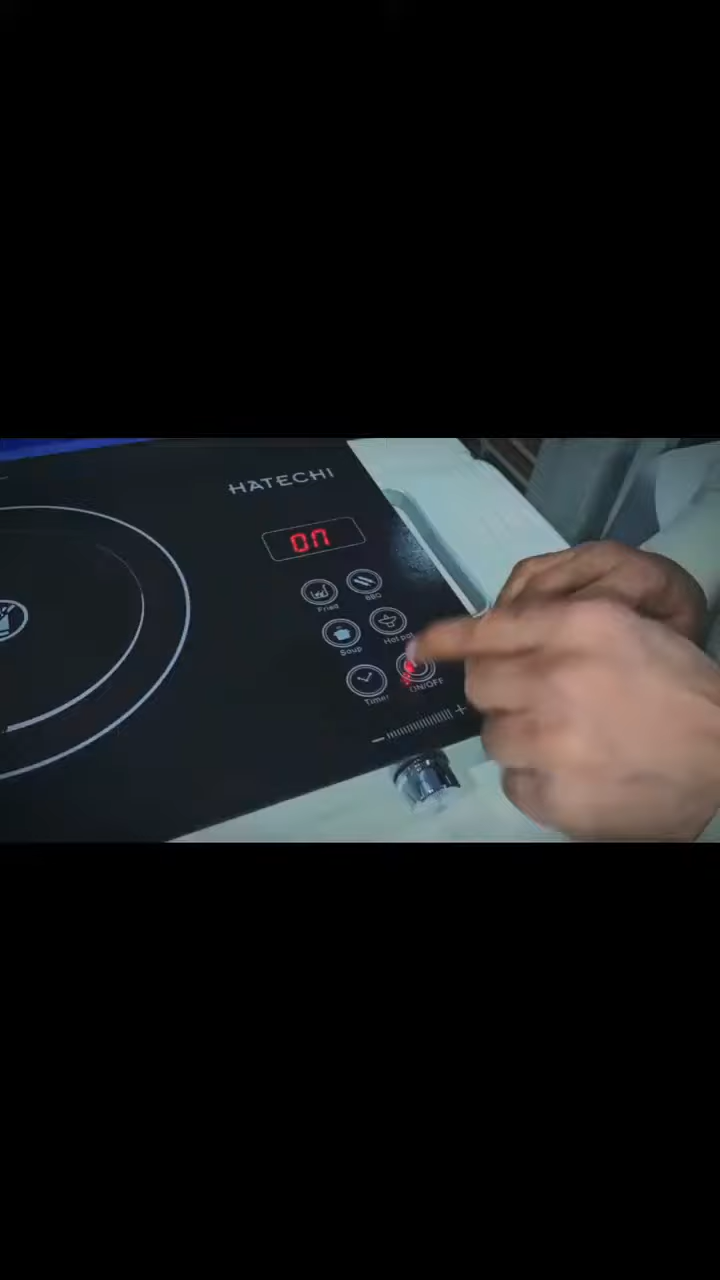 HATECHI
On
Fried
BBQ
Soup
Hot pot
Timer
ON/OFF
− +